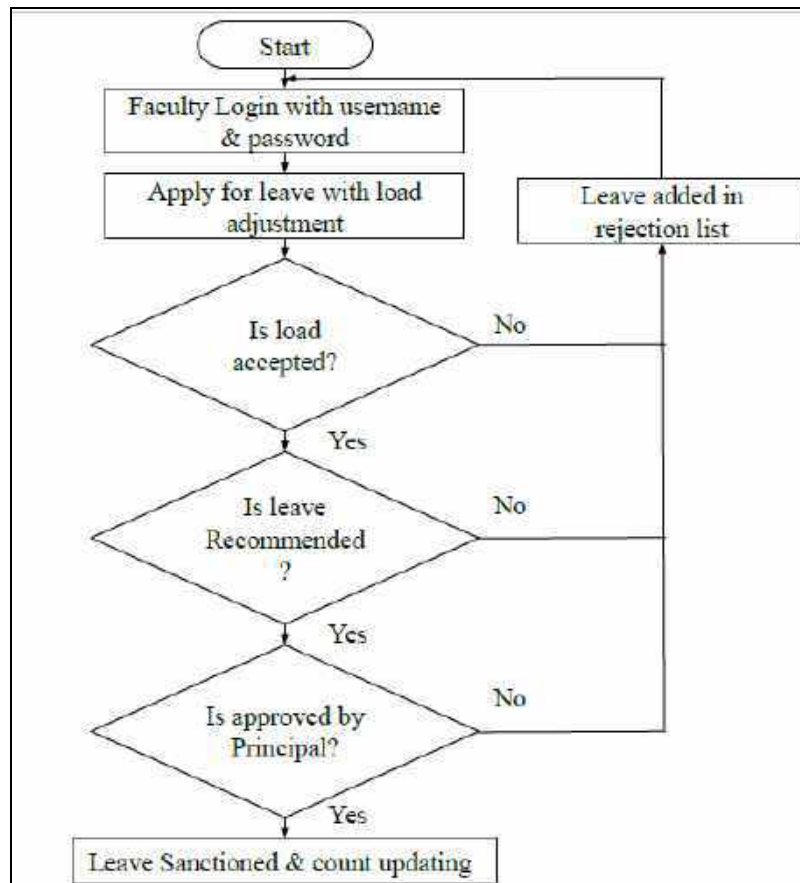 Start
Faculty Login with username
& password
Apply for leave with load
adjustment
Leave added in
rejection list
Is load
accepted?
No
Yes
Is leave
Recommended
?
No
Yes
Is approved by
Principal?
No
Yes
Leave Sanctioned & count updating